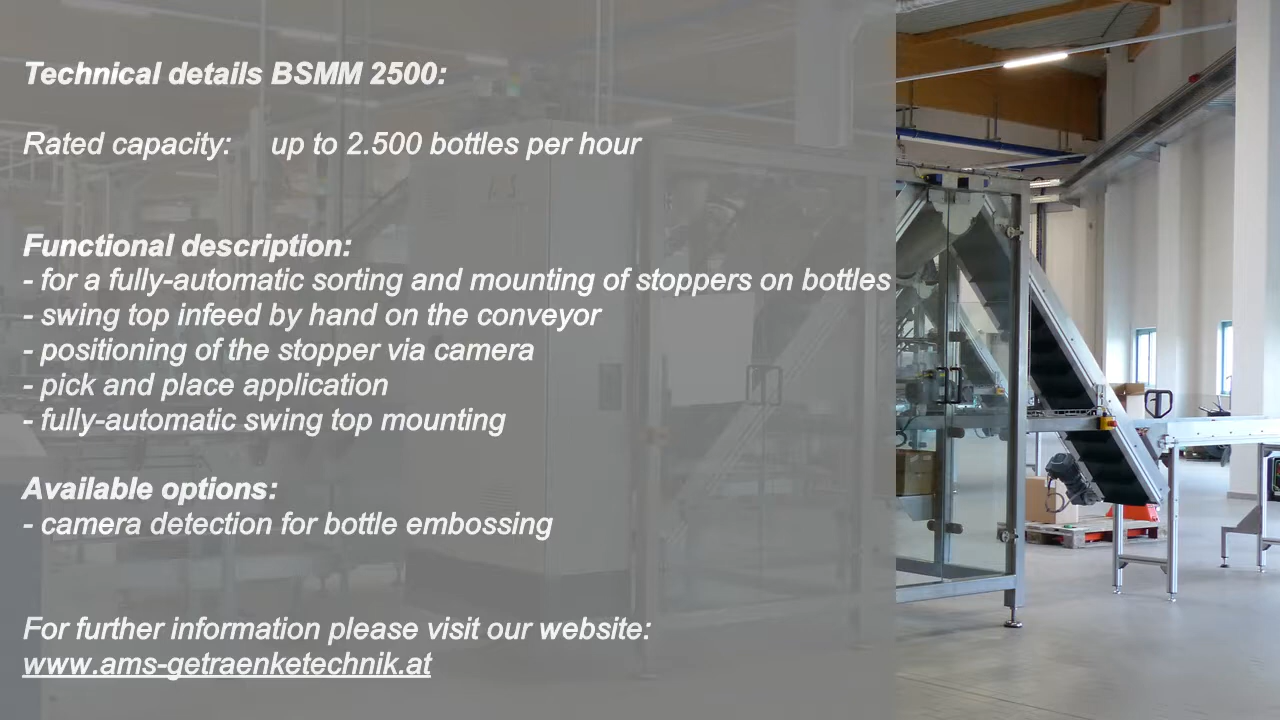 Technical details BSMM 2500:
Rated capacity: up to 2.500 bottles per hour
Functional description:
- for a fully-automatic sorting and mounting of stoppers on bottles
- swing top infeed by hand on the conveyor
- positioning of the stopper via camera
- pick and place application
- fully-automatic swing top mounting
Available options:
- camera detection for bottle embossing
For further information please visit our website:
www.ams-getraenketechnik.at